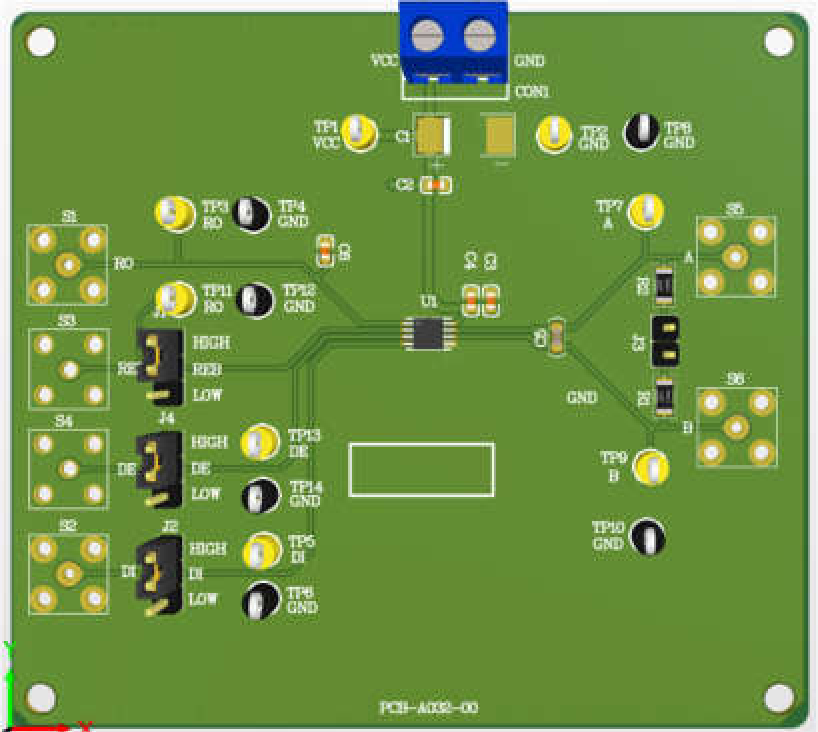 VCC
GND
CON1
TP1
VCC
C1
TP2
GND
TP8
GND
+
C2
S1
TP3
RO
TP4
GND
TP7
A
S5
RO
A
TP11
RO
TP12
GND
C4
C3
U1
S3
HIGH
RE
REB
LOW
J3
GND
S6
S4
J4
HIGH
DE
DE
LOW
TP13
DE
TP14
GND
B
TP9
B
S2
J2
HIGH
DI
DI
LOW
TP5
DI
TP6
GND
TP10
GND
PCB-A032-00
Y
X